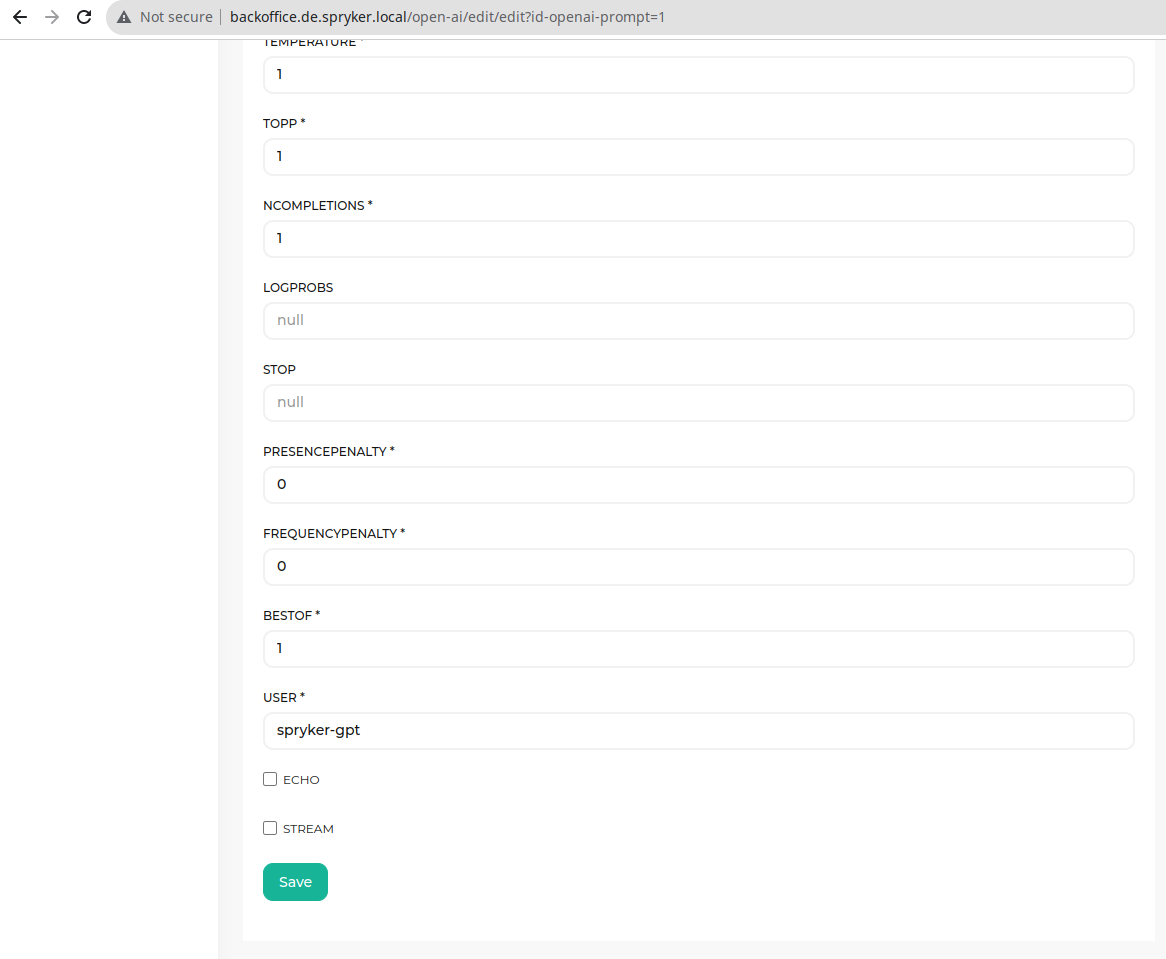 Not secure backoffice.de.spryker.local/open-ai/edit/edit?id-openai-prompt=1
TEMPERATURE *
1
TOPP *
1
NCOMPLETIONS *
1
LOGPROBS
null
STOP
null
PRESENCEPENALTY *
0
FREQUENCYPENALTY *
0
BESTOF *
1
USER *
spryker-gpt
ECHO
STREAM
Save